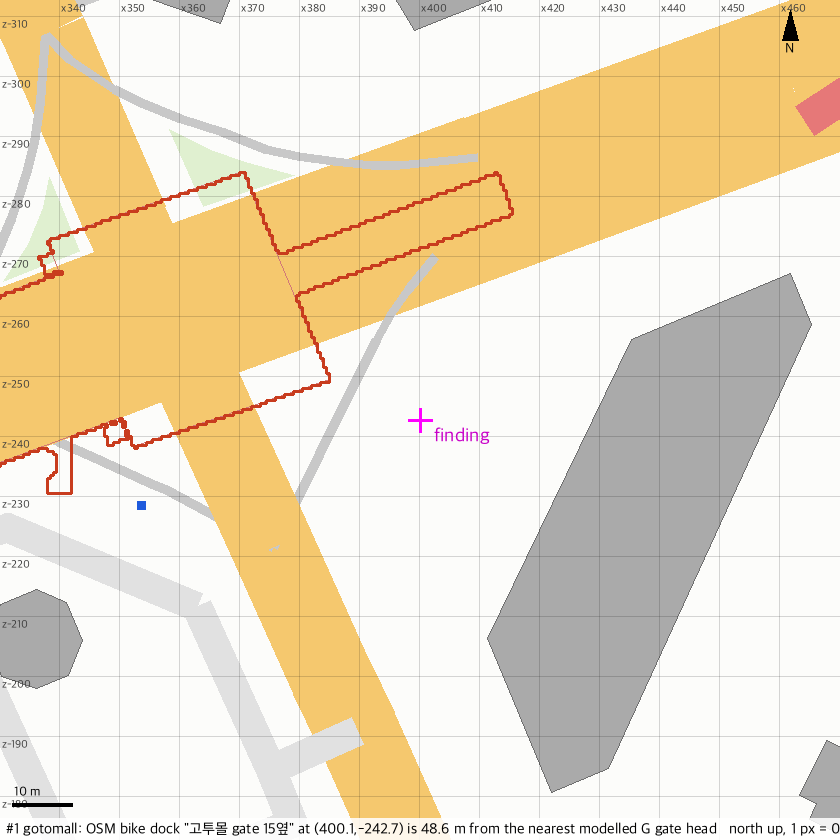 x340 x350 x360 x370 x380 x390 x400 x410 x420 x430 x440 x450 x460
z-310
N
z-300
z-290
z-280
z-270
z-260
z-250
z-240
finding
z-230
z-220
z-210
z-200
z-190
10 m
#1 gotomall: OSM bike dock "고투몰 gate 15옆" at (400.1,-242.7) is 48.6 m from the nearest modelled G gate head north up, 1 px =